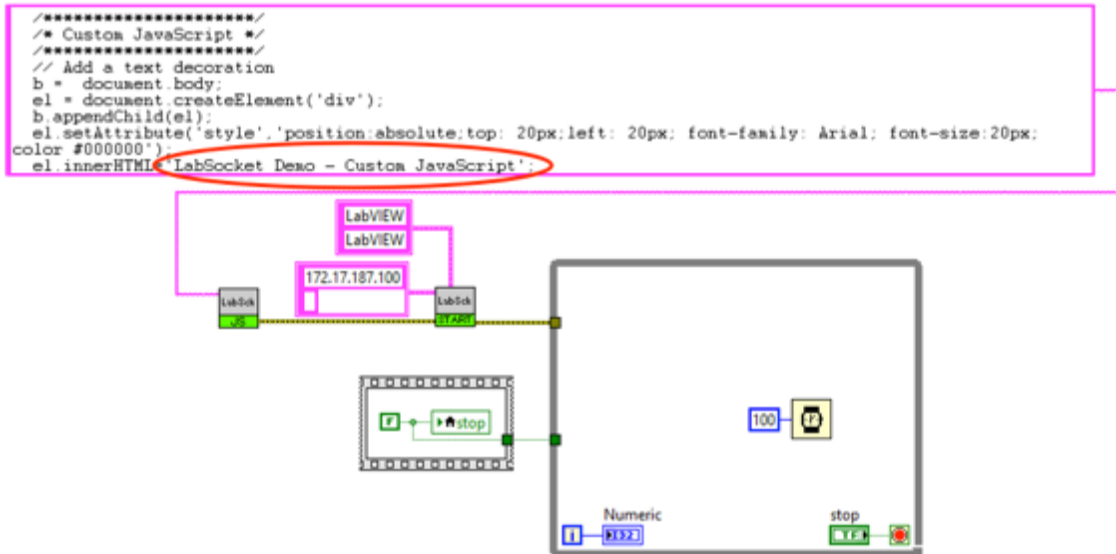 /*********************/
/* Custom JavaScript */
/*********************/
// Add a text decoration
b =  document.body;
el = document.createElement('div');
b.appendChild(el);
el.setAttribute('style','position:absolute;top: 20px;left: 20px; font-family: Arial; font-size:20px;
color #000000');
el.innerHTML='LabSocket Demo - Custom JavaScript';
LabVIEW
LabVIEW
172.17.187.100
LabSck
JS
LabSck
START
F
stop
100
Numeric
i
I32
stop
TF